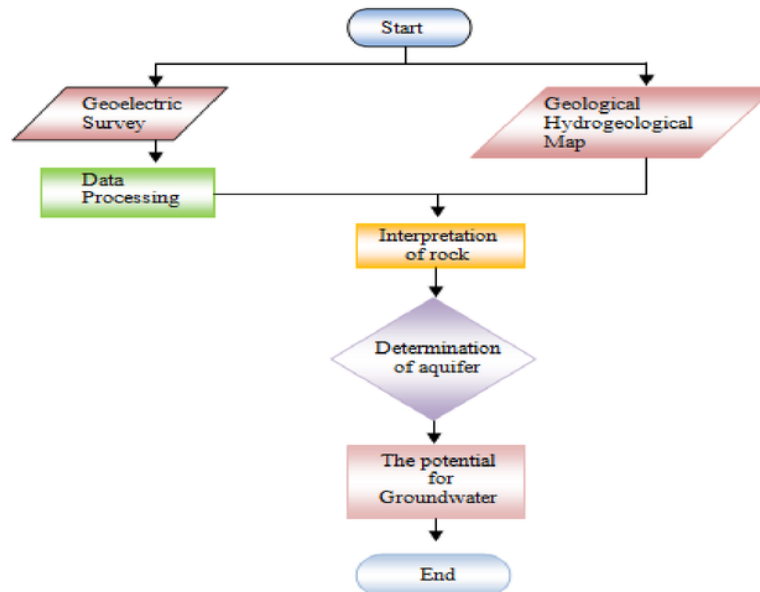 Start
Geoelectric
Survey
Geological
Hydrogeological
Map
Data
Processing
Interpretation
of rock
Determination
of aquifer
The potential
for
Groundwater
End